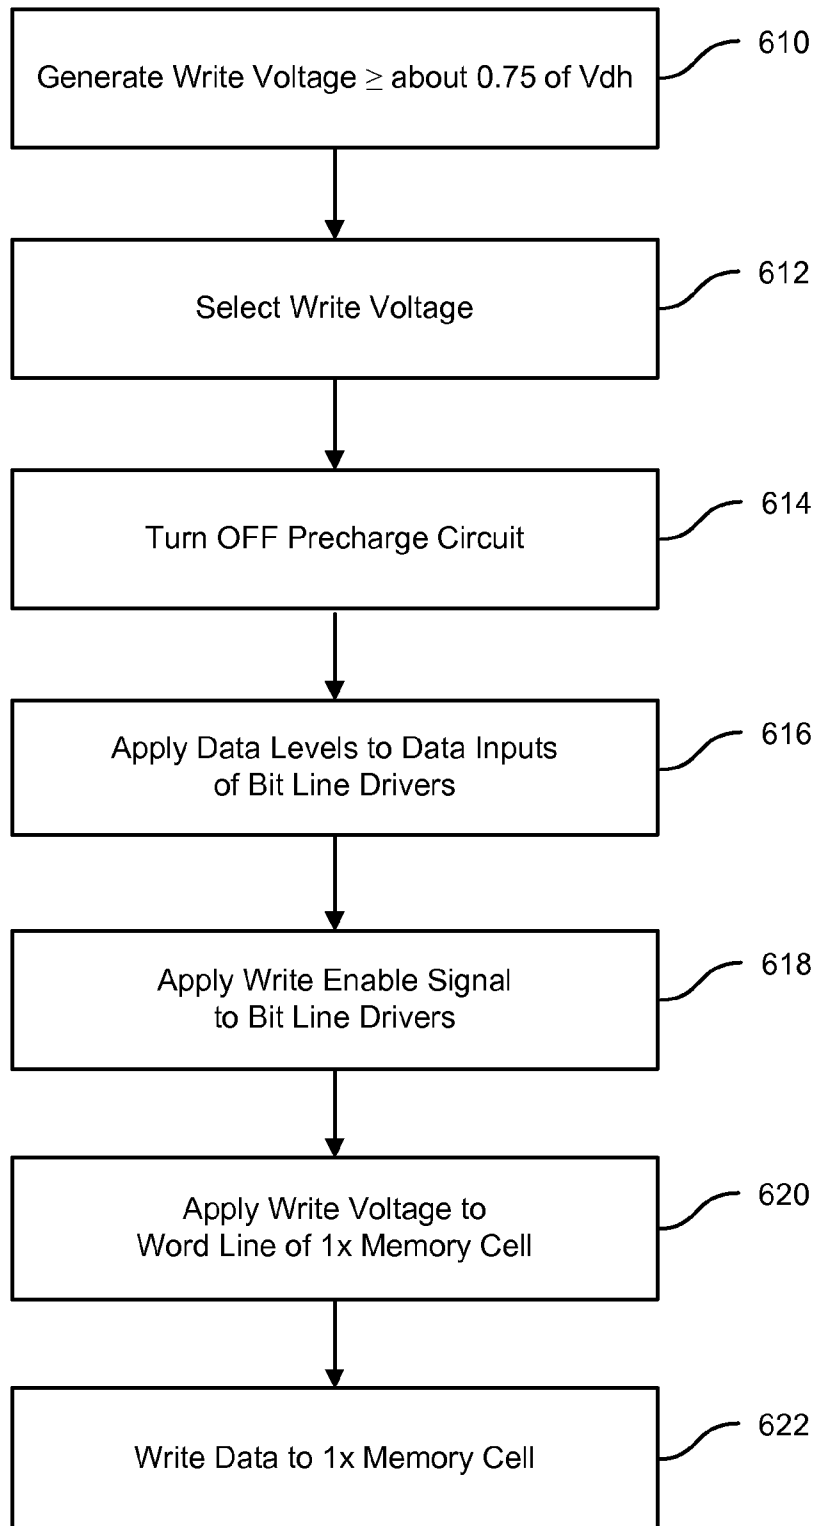 610
Generate Write Voltage ≥ about 0.75 of Vdh
612
Select Write Voltage
614
Turn OFF Precharge Circuit
616
Apply Data Levels to Data Inputs
of Bit Line Drivers
618
Apply Write Enable Signal
to Bit Line Drivers
620
Apply Write Voltage to
Word Line of 1x Memory Cell
622
Write Data to 1x Memory Cell